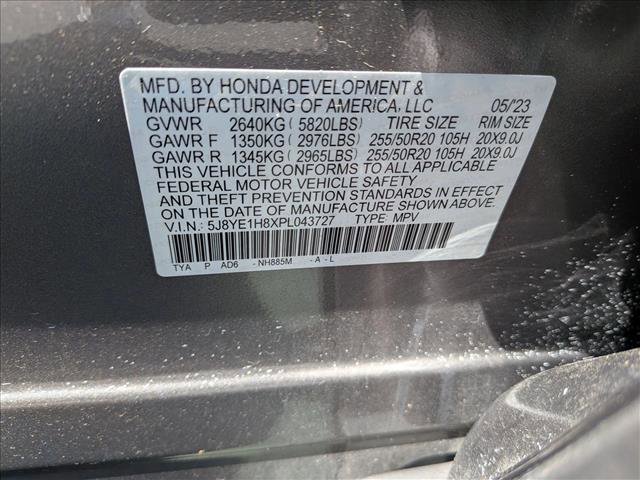 MFD. BY HONDA DEVELOPMENT &
MANUFACTURING OF AMERICA, LLC 05/'23
GVWR 2640KG ( 5820LBS) TIRE SIZE RIM SIZE
GAWR F 1350KG ( 2976LBS) 255/50R20 105H 20X9.0J
GAWR R 1345KG ( 2965LBS) 255/50R20 105H 20X9.0J
THIS VEHICLE CONFORMS TO ALL APPLICABLE
FEDERAL MOTOR VEHICLE SAFETY
AND THEFT PREVENTION STANDARDS IN EFFECT
ON THE DATE OF MANUFACTURE SHOWN ABOVE.
V.I.N.: 5J8YE1H8XPL043727 TYPE: MPV
TYA P AD6 -NH885M -A-L